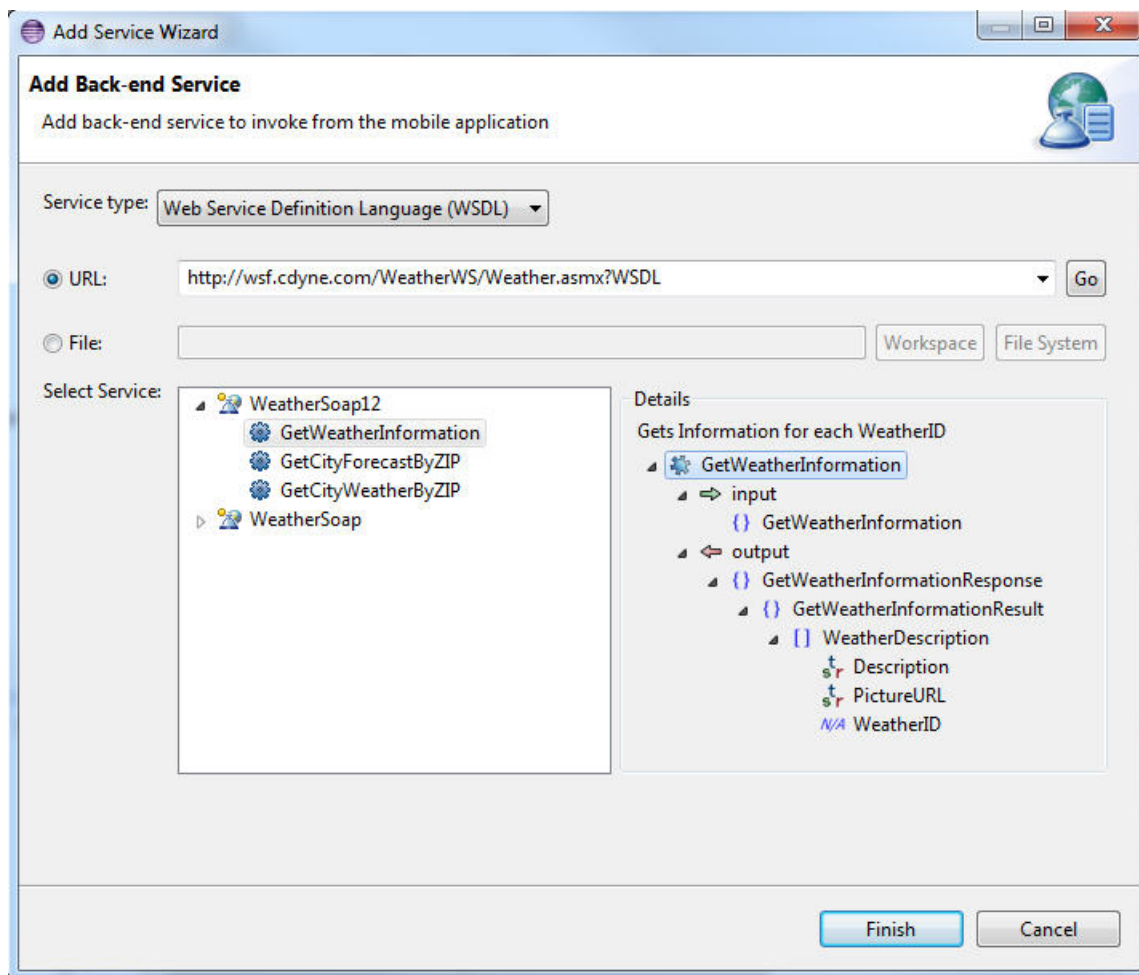 Add Service Wizard
Add Back-end Service
Add back-end service to invoke from the mobile application
Service type: Web Service Definition Language (WSDL)
URL: http://wsf.cdyne.com/WeatherWS/Weather.asmx?WSDL Go
File: Workspace File System
Select Service:
WeatherSoap12
GetWeatherInformation
GetCityForecastByZIP
GetCityWeatherByZIP
WeatherSoap
Details
Gets Information for each WeatherID
GetWeatherInformation
input
{ } GetWeatherInformation
output
{ } GetWeatherInformationResponse
{ } GetWeatherInformationResult
[ ] WeatherDescription
str Description
str PictureURL
N/A WeatherID
Finish Cancel